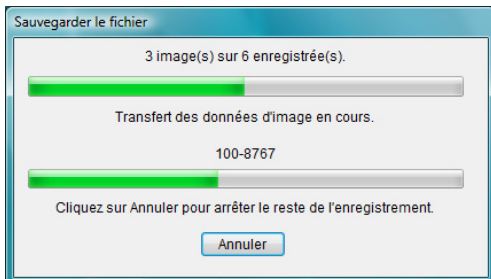 Sauvegarder le fichier
3 image(s) sur 6 enregistrée(s).
Transfert des données d'image en cours.
100-8767
Cliquez sur Annuler pour arrêter le reste de l'enregistrement.
Annuler